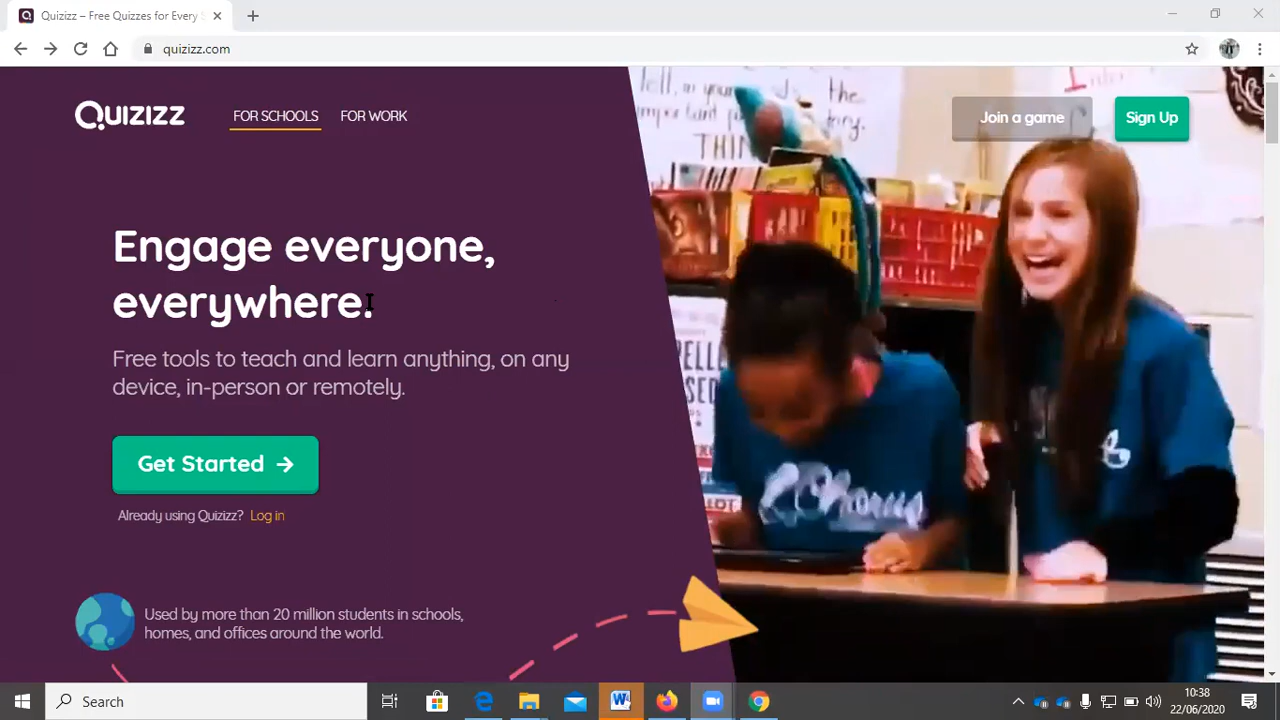 Quizizz – Free Quizzes for Every
quizizz.com
QUIZIZZ FOR SCHOOLS FOR WORK
Join a game Sign Up
Engage everyone,
everywhere.
Free tools to teach and learn anything, on any
device, in-person or remotely.
Get Started →
Already using Quizizz? Log in
Used by more than 20 million students in schools,
homes, and offices around the world.
the
THIN
Search
10:38
22/06/2020